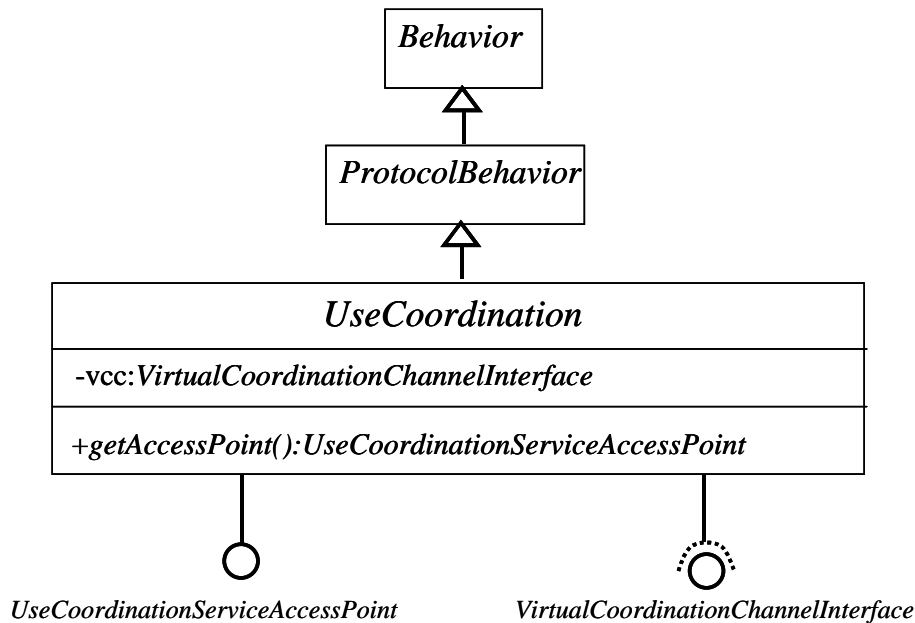 Behavior
ProtocolBehavior
UseCoordination
-vcc:VirtualCoordinationChannelInterface
+getAccessPoint():UseCoordinationServiceAccessPoint
UseCoordinationServiceAccessPoint
VirtualCoordinationChannelInterface